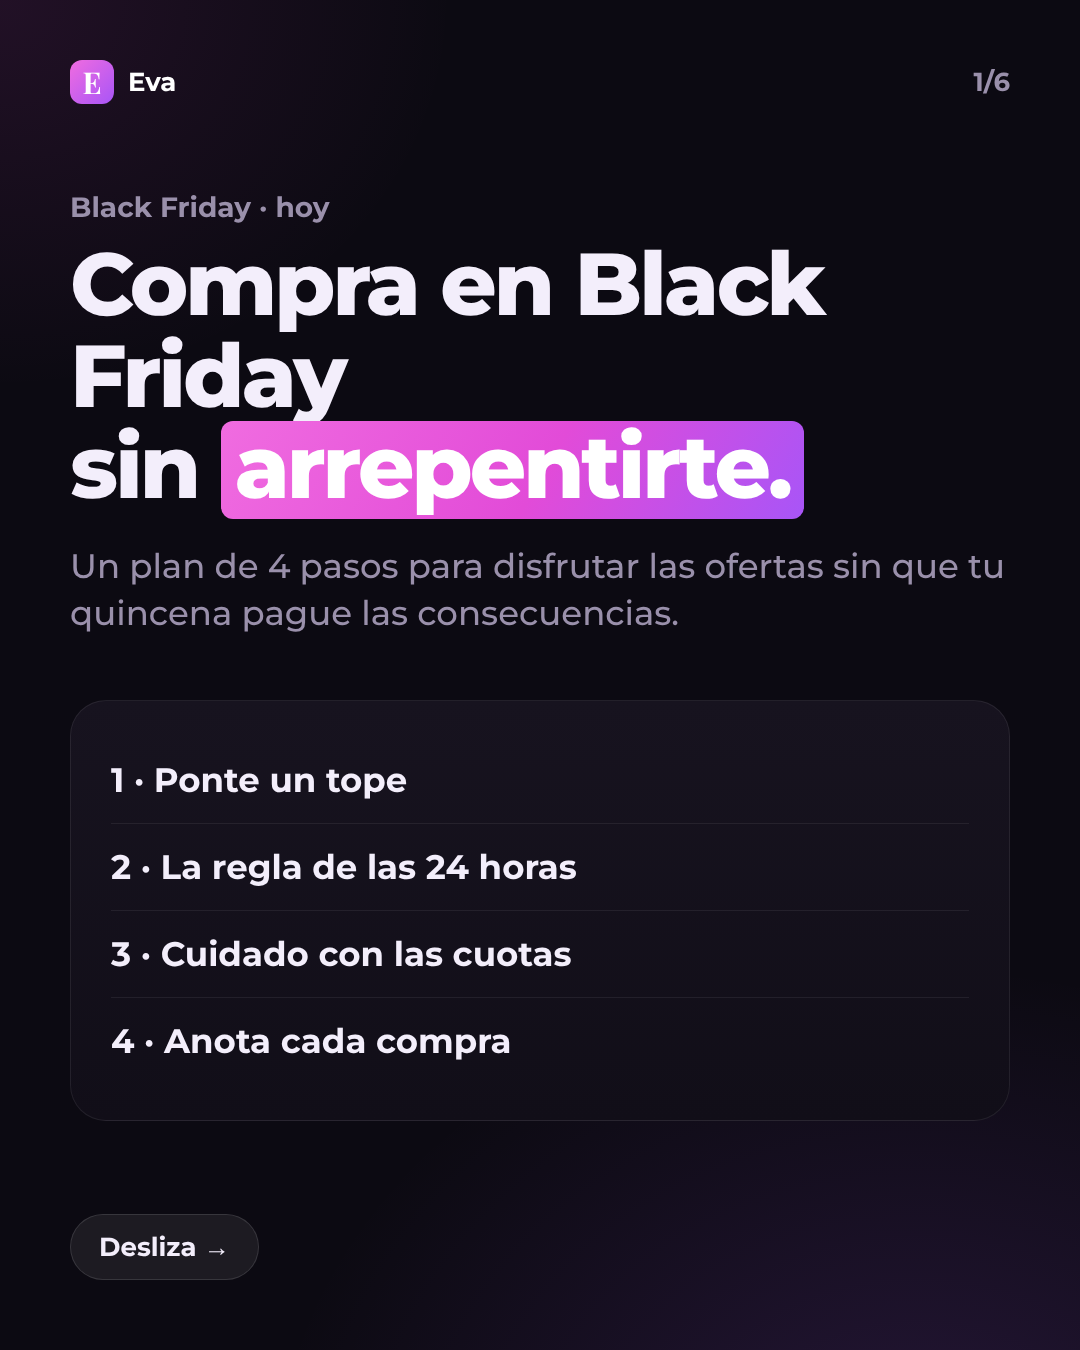 E Eva
1/6
Black Friday · hoy
Compra en Black
Friday
sin arrepentirte.
Un plan de 4 pasos para disfrutar las ofertas sin que tu
quincena pague las consecuencias.
1 · Ponte un tope
2 · La regla de las 24 horas
3 · Cuidado con las cuotas
4 · Anota cada compra
Desliza →